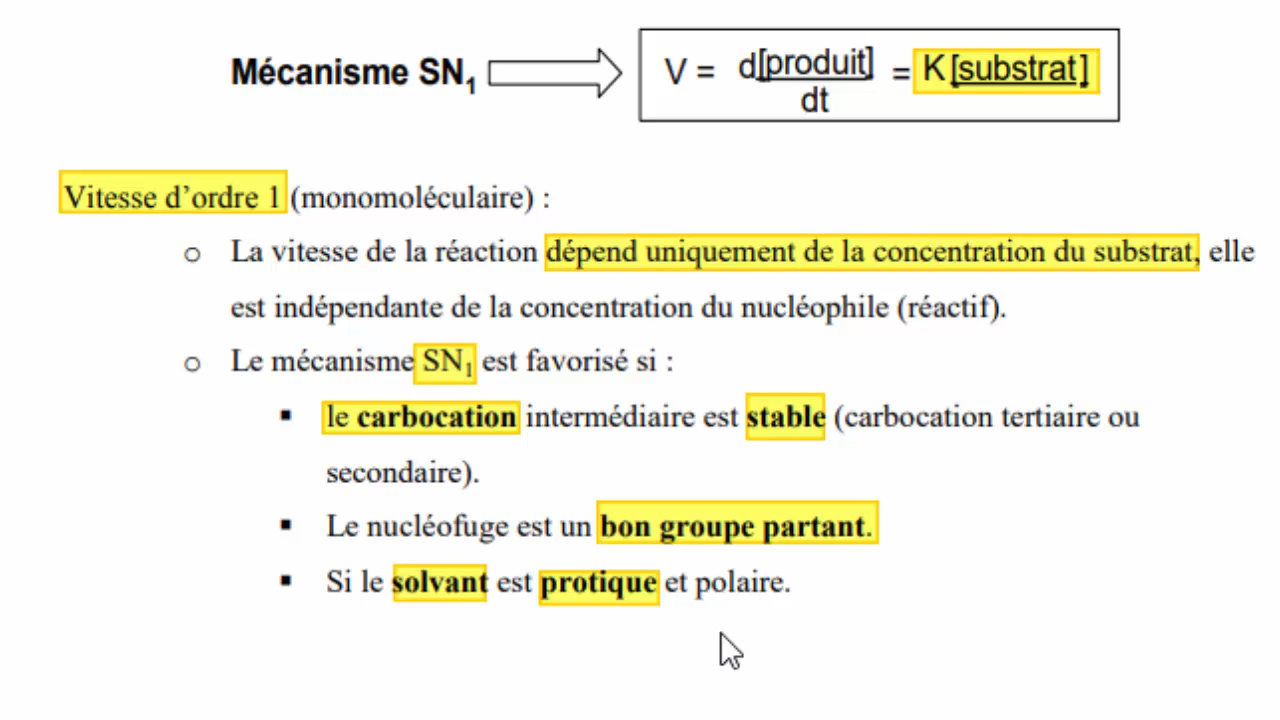 Mécanisme SN₁
V = d[produit] / dt = K[substrat]
Vitesse d'ordre 1 (monomoléculaire) :
o La vitesse de la réaction dépend uniquement de la concentration du substrat, elle
est indépendante de la concentration du nucléophile (réactif).
o Le mécanisme SN₁ est favorisé si :
▪ le carbocation intermédiaire est stable (carbocation tertiaire ou
secondaire).
▪ Le nucléofuge est un bon groupe partant.
▪ Si le solvant est protique et polaire.